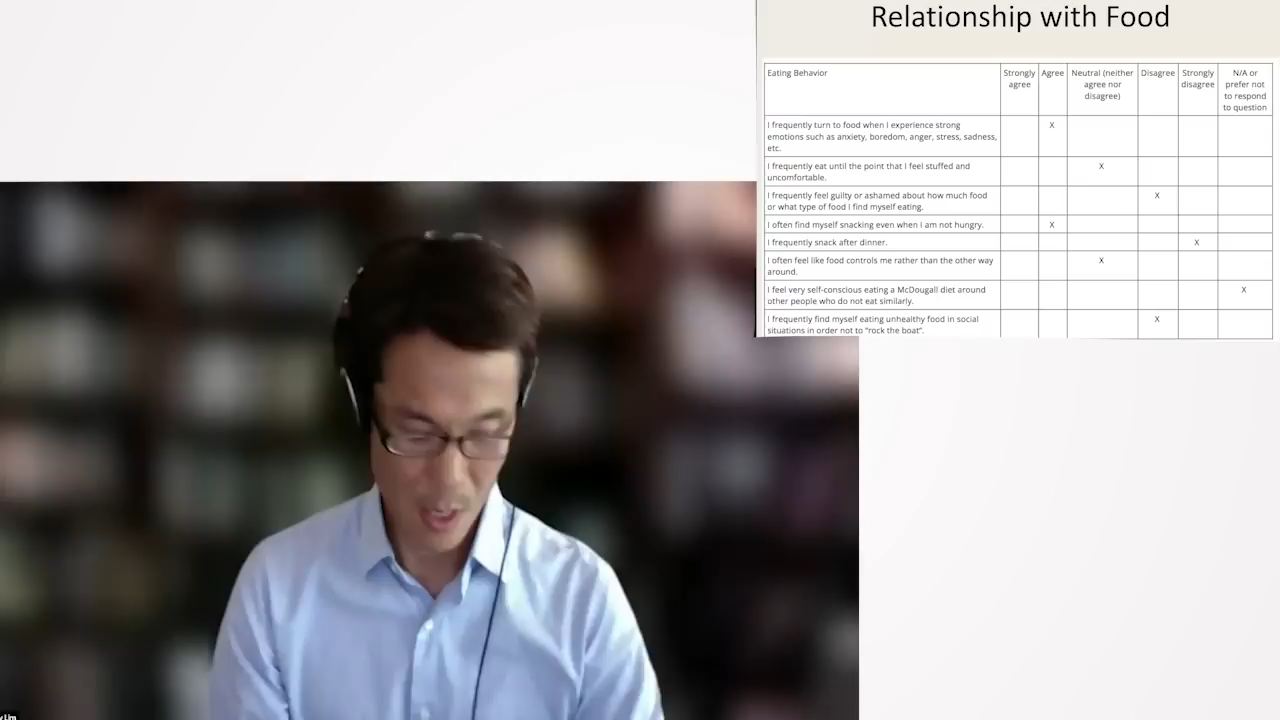 Relationship with Food
Eating Behavior
Strongly agree
Agree
Neutral (neither agree nor disagree)
Disagree
Strongly disagree
N/A or prefer not to respond to question
I frequently turn to food when I experience strong
emotions such as anxiety, boredom, anger, stress, sadness,
etc.
X
I frequently eat until the point that I feel stuffed and
uncomfortable.
X
I frequently feel guilty or ashamed about how much food
or what type of food I find myself eating.
X
I often find myself snacking even when I am not hungry.
X
I frequently snack after dinner.
X
I often feel like food controls me rather than the other way
around.
X
I feel very self-conscious eating a McDougall diet around
other people who do not eat similarly.
X
I frequently find myself eating unhealthy food in social
situations in order not to “rock the boat”.
X
Lim